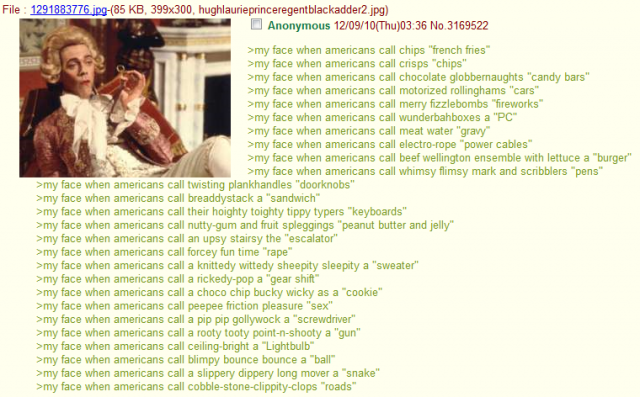 File : 1291883776.jpg-(85 KB, 399x300, hughlaurieprinceregentblackadder2.jpg)
Anonymous 12/09/10(Thu)03:36 No.3169522
>my face when americans call chips "french fries"
>my face when americans call crisps "chips"
>my face when americans call chocolate globbernaughts "candy bars"
>my face when americans call motorized rollinghams "cars"
>my face when americans call merry fizzlebombs "fireworks"
>my face when americans call wunderbahboxes a "PC"
>my face when americans call meat water "gravy"
>my face when americans call electro-rope "power cables"
>my face when americans call beef wellington ensemble with lettuce a "burger"
>my face when americans call whimsy flimsy mark and scribblers "pens"
>my face when americans call twisting plankhandles "doorknobs"
>my face when americans call breaddystack a "sandwich"
>my face when americans call their hoighty toighty tippy typers "keyboards"
>my face when americans call nutty-gum and fruit spleggings "peanut butter and jelly"
>my face when americans call an upsy stairsy the "escalator"
>my face when americans call forcey fun time "rape"
>my face when americans call a knittedy wittedy sheepity sleepity a "sweater"
>my face when americans call a rickedy-pop a "gear shift"
>my face when americans call a choco chip bucky wicky as a "cookie"
>my face when americans call peepee friction pleasure "sex"
>my face when americans call a pip pip gollywock a "screwdriver"
>my face when americans call a rooty tooty point-n-shooty a "gun"
>my face when americans call ceiling-bright a "Lightbulb"
>my face when americans call blimpy bounce bounce a "ball"
>my face when americans call a slippery dippery long mover a "snake"
>my face when americans call cobble-stone-clippity-clops "roads"